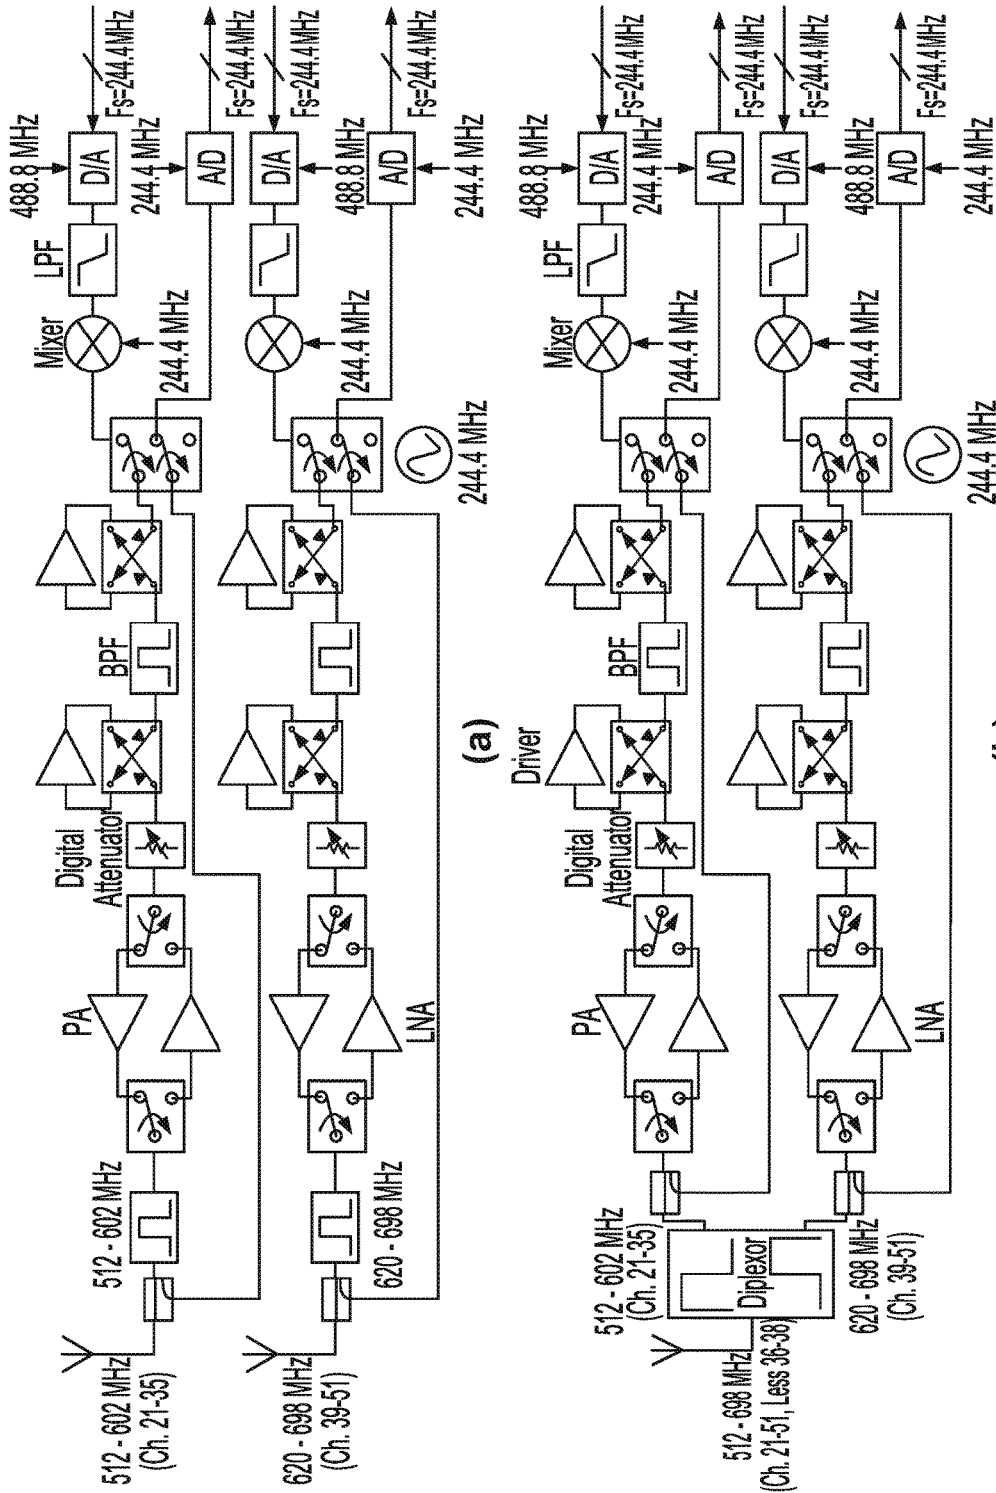 512 - 602 MHz
(Ch. 21-35)
512 - 602 MHz
PA
Digital
Attenuator
BPF
Mixer
LPF
488.8 MHz
D/A
Fs=244.4 MHz
244.4 MHz
244.4 MHz
A/D
Fs=244.4 MHz
620 - 698 MHz
(Ch. 39-51)
620 - 698 MHz
LNA
244.4 MHz
244.4 MHz
D/A
488.8 MHz
Fs=244.4 MHz
A/D
244.4 MHz
Fs=244.4 MHz
(a)
512 - 698 MHz
(Ch. 21-51, Less 36-38)
Diplexor
512 - 602 MHz
(Ch. 21-35)
PA
Digital
Attenuator
Driver
BPF
Mixer
LPF
488.8 MHz
D/A
Fs=244.4 MHz
244.4 MHz
244.4 MHz
A/D
Fs=244.4 MHz
620 - 698 MHz
(Ch. 39-51)
LNA
244.4 MHz
244.4 MHz
D/A
488.8 MHz
Fs=244.4 MHz
A/D
244.4 MHz
Fs=244.4 MHz